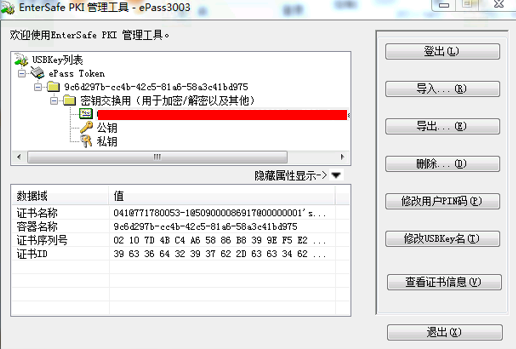 EnterSafe PKI 管理工具 - ePass3003
欢迎使用EnterSafe PKI 管理工具。
USBKey列表
ePass Token
9c6d297b-cc4b-42c5-81a6-58a3c41bd975
密钥交换用（用于加密/解密以及其他）
公钥
私钥
隐藏属性显示->
数据域 值
证书名称 041@771780053-1@5090000086917@00000001's...
容器名称 9c6d297b-cc4b-42c5-81a6-58a3c41bd975
证书序列号 02 10 7D 4B C4 A6 58 86 B8 39 9E F5 E2 ...
证书ID 39 63 36 64 32 39 37 62 2D 63 63 34 62 ...
登出(L)
导入...(R)
导出...(E)
删除...(D)
修改用户PIN码(P)
修改USBKey名(T)
查看证书信息(V)
退出(X)